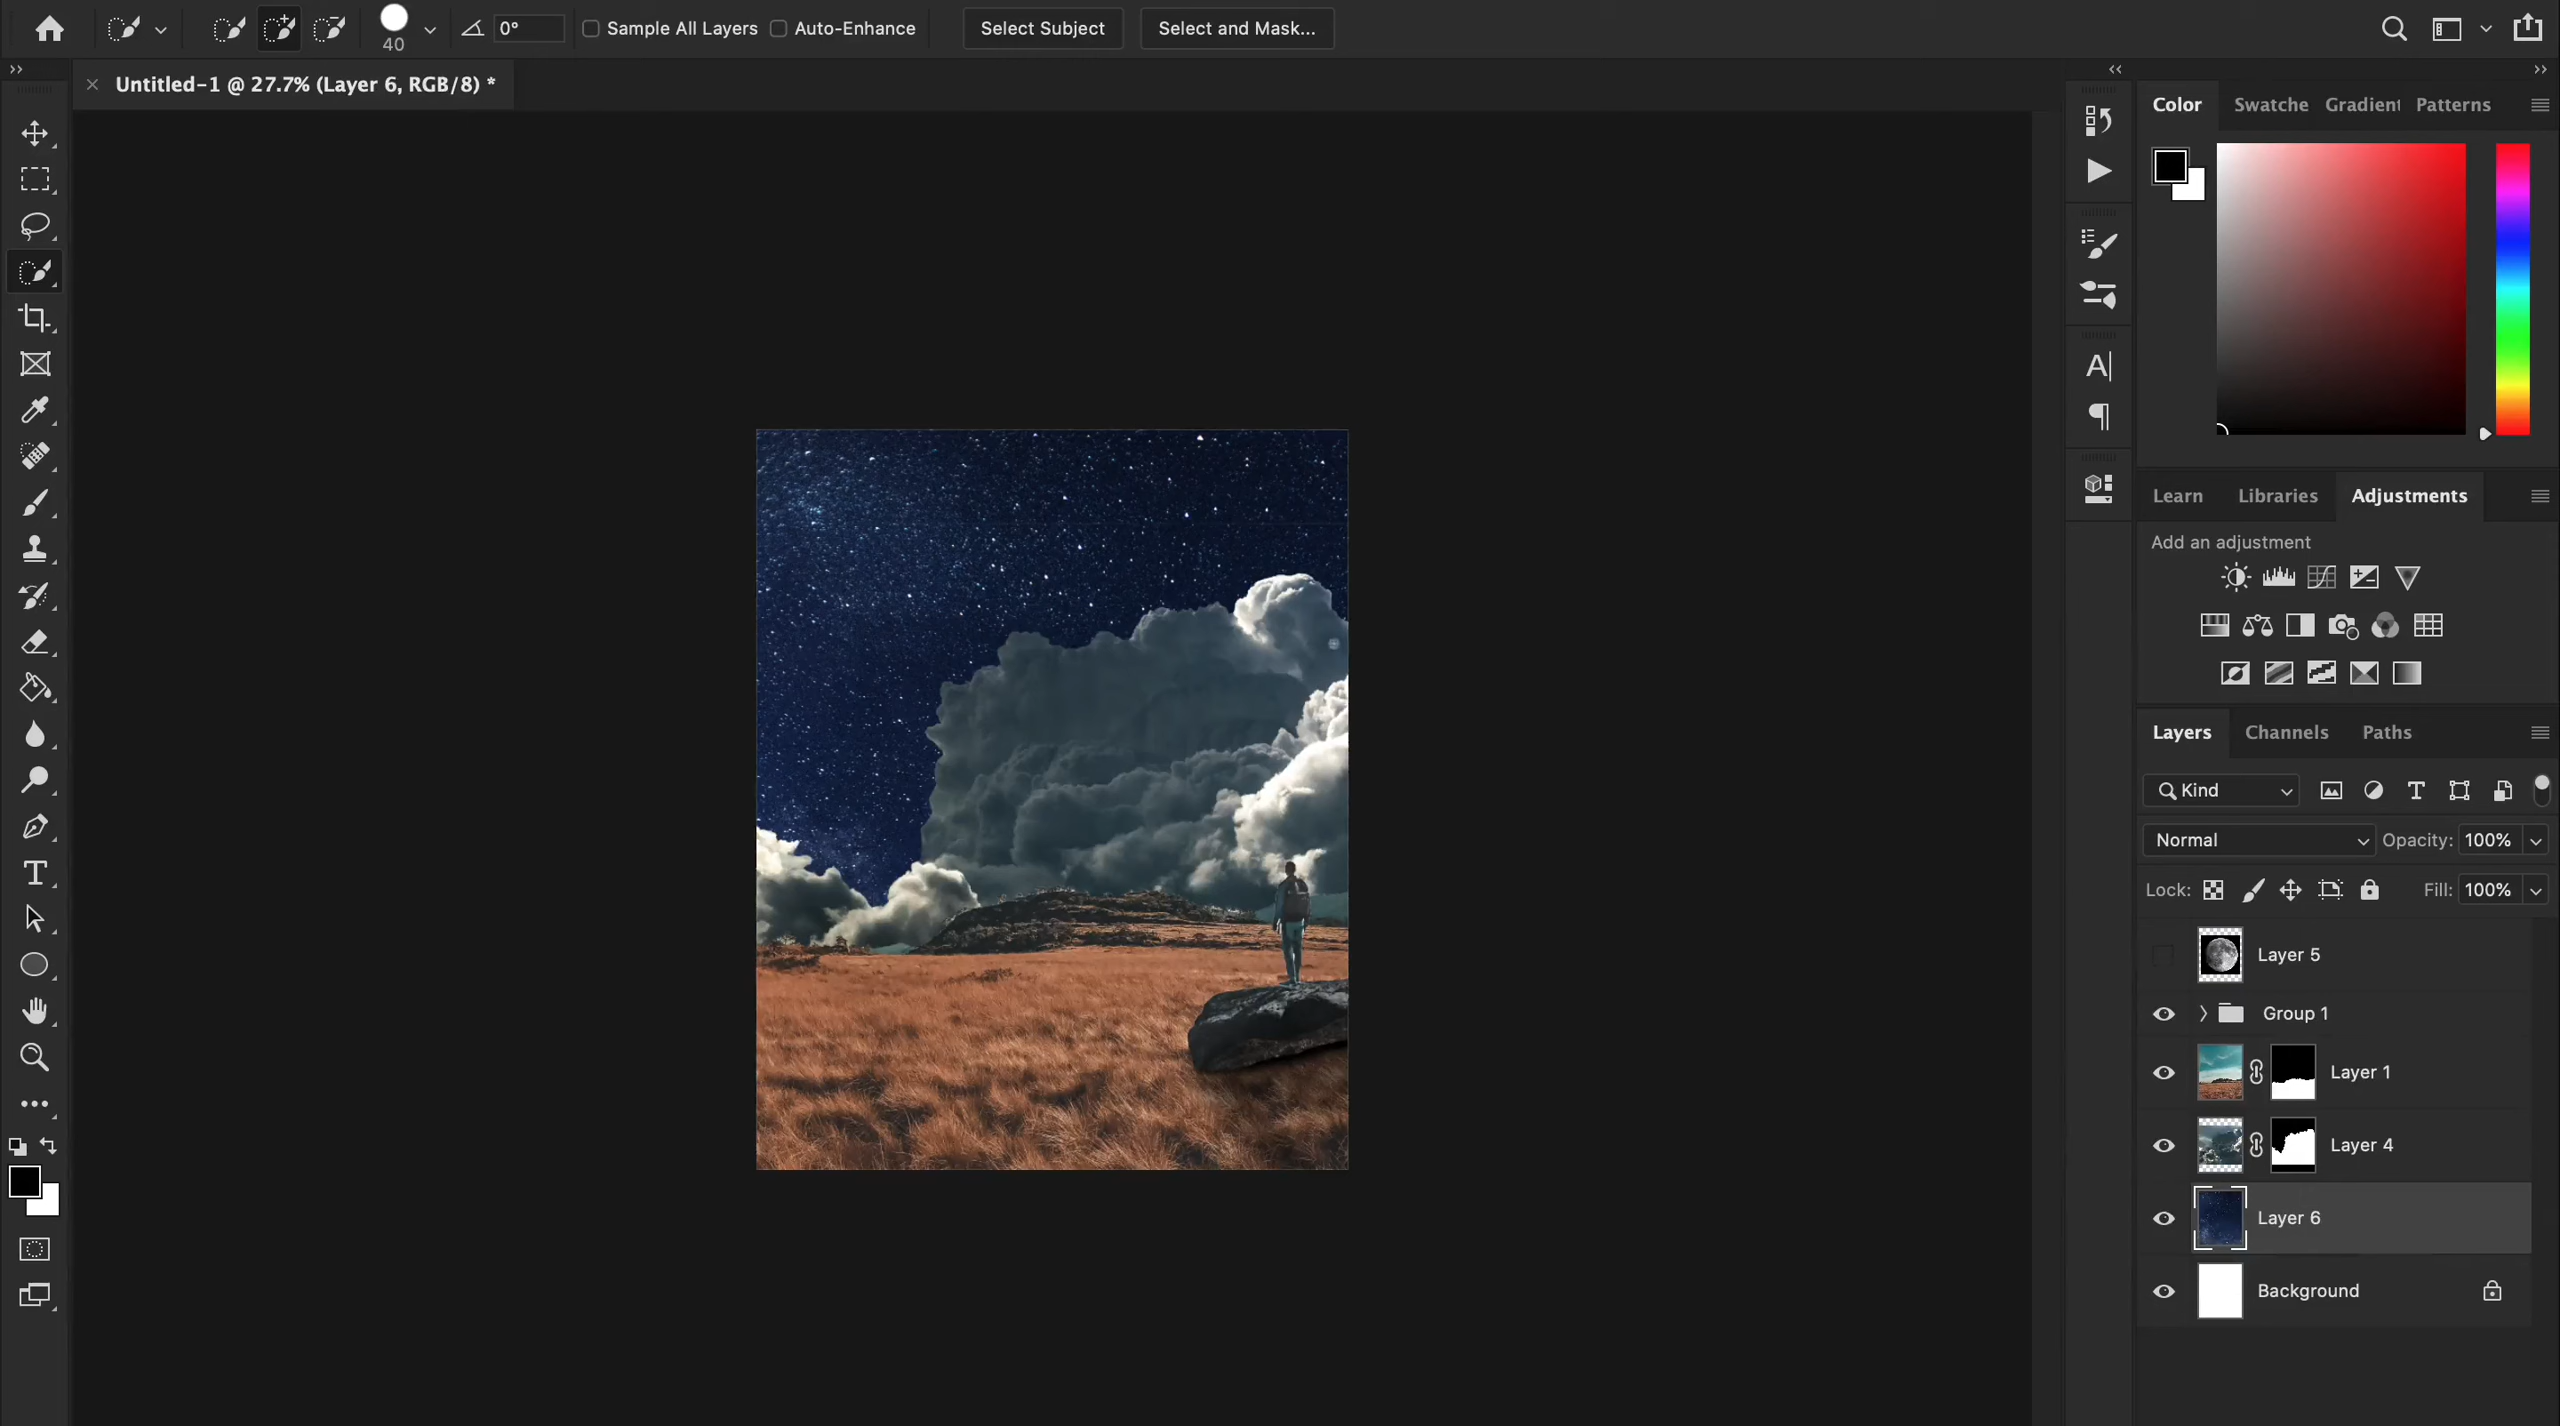 40
0°
Sample All Layers
Auto-Enhance
Select Subject
Select and Mask...
Untitled-1 @ 27.7% (Layer 6, RGB/8) *
Color
Swatche
Gradient
Patterns
Learn
Libraries
Adjustments
Add an adjustment
Layers
Channels
Paths
Kind
Normal
Opacity: 100%
Lock:
Fill: 100%
Layer 5
Group 1
Layer 1
Layer 4
Layer 6
Background